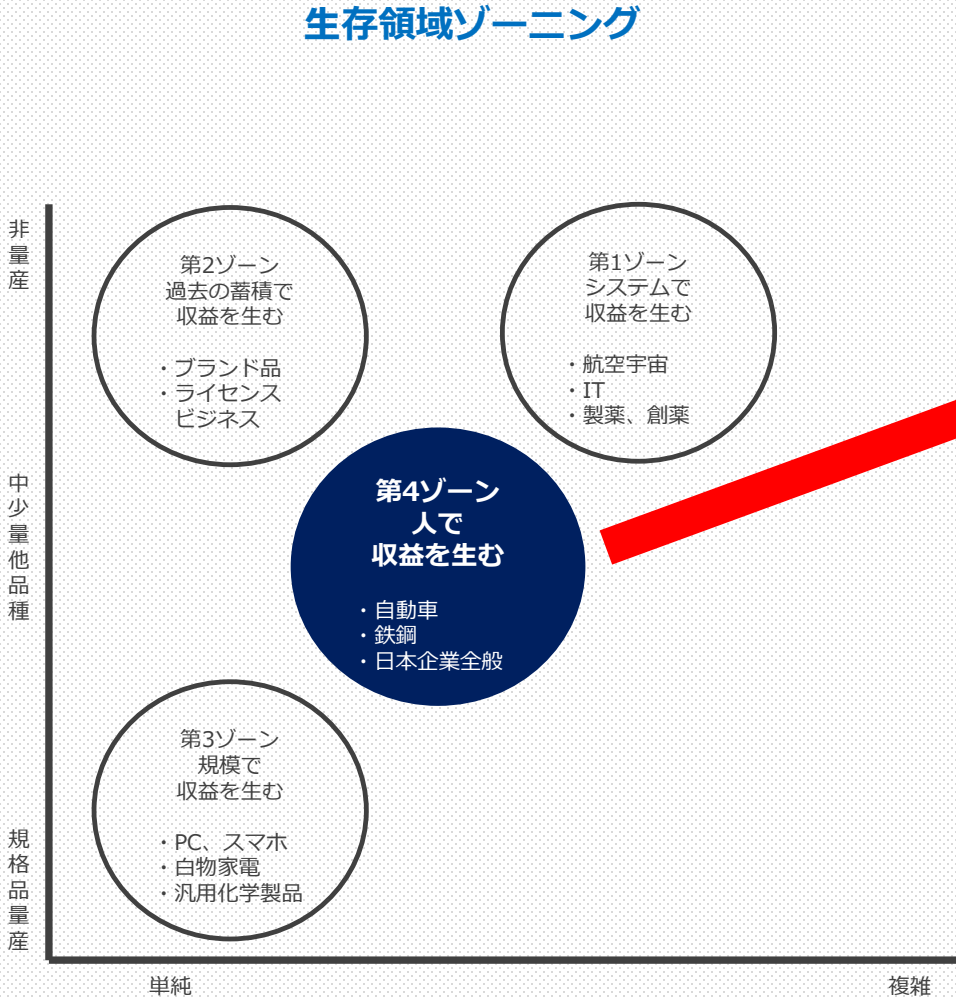 生存領域ゾーニング
非量産
中少量他品種
規格品量産
第2ゾーン
過去の蓄積で
収益を生む
・ブランド品
・ライセンス
ビジネス
第1ゾーン
システムで
収益を生む
・航空宇宙
・IT
・製薬、創薬
第4ゾーン
人で
収益を生む
・自動車
・鉄鋼
・日本企業全般
第3ゾーン
規模で
収益を生む
・PC、スマホ
・白物家電
・汎用化学製品
単純
複雑